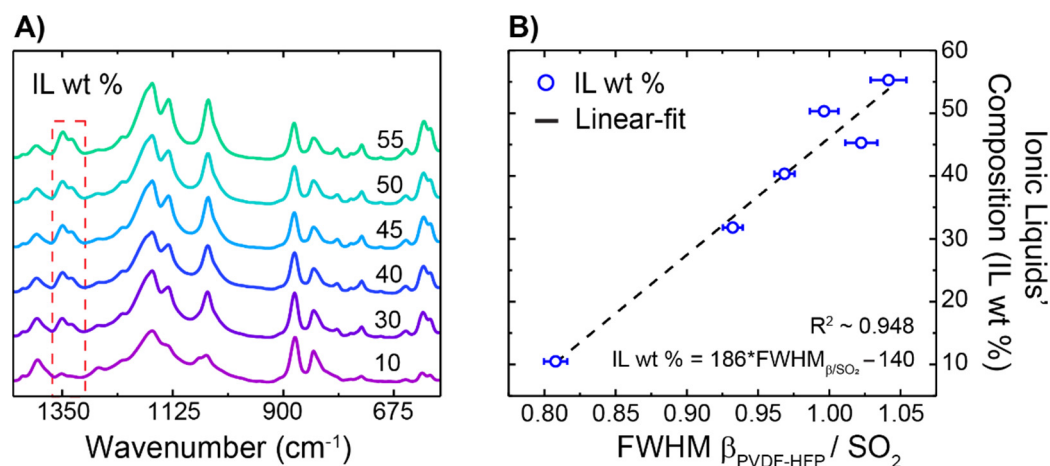 A)
IL wt %
55
50
45
40
30
10
1350 1125 900 675
Wavenumber (cm⁻¹)
B)
IL wt %
Linear-fit
R² ~ 0.948
IL wt % = 186*FWHM β/SO₂ − 140
60
50
40
30
20
10
Ionic Liquids'
Composition (IL wt %)
0.80 0.85 0.90 0.95 1.00 1.05
FWHM β PVDF-HFP / SO₂